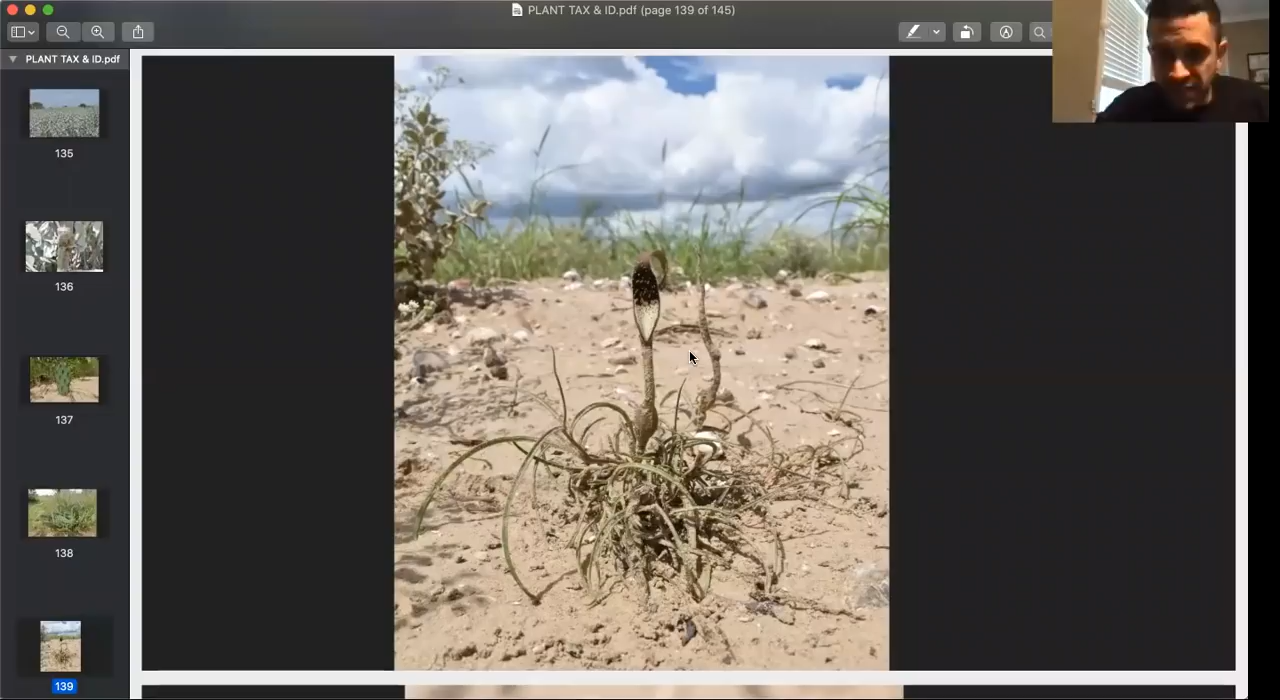 PLANT TAX & ID.pdf (page 139 of 145)
PLANT TAX & ID.pdf
135
136
137
138
139